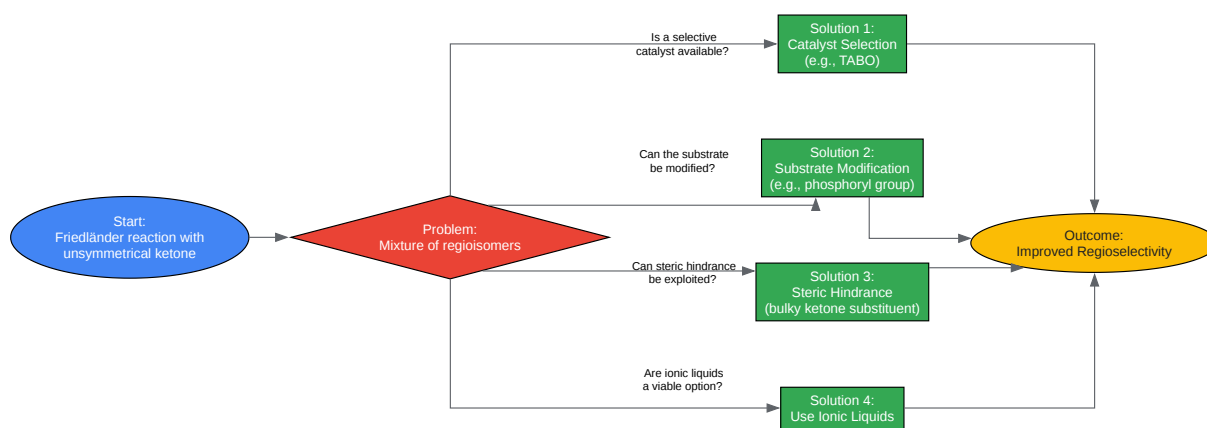 Start:
Friedländer reaction with
unsymmetrical ketone
Problem:
Mixture of regioisomers
Is a selective
catalyst available?
Solution 1:
Catalyst Selection
(e.g., TABO)
Can the substrate
be modified?
Solution 2:
Substrate Modification
(e.g., phosphoryl group)
Can steric hindrance
be exploited?
Solution 3:
Steric Hindrance
(bulky ketone substituent)
Are ionic liquids
a viable option?
Solution 4:
Use Ionic Liquids
Outcome:
Improved Regioselectivity